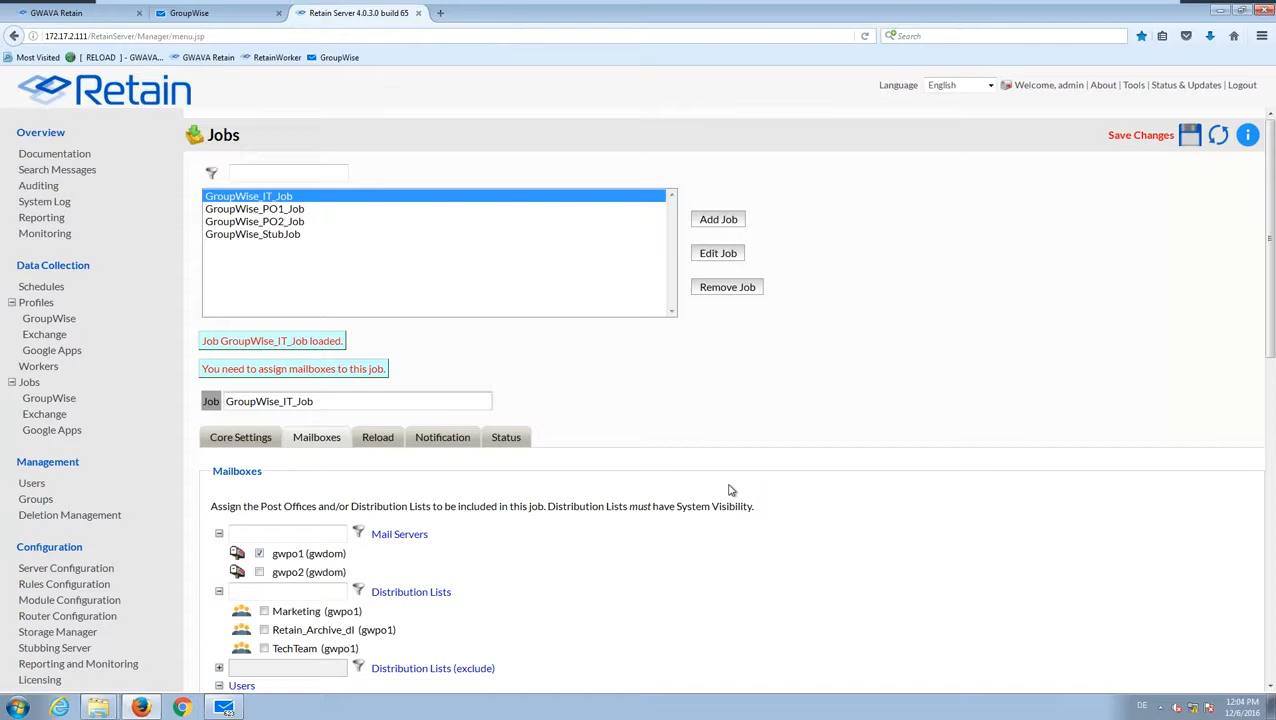 GWAVA Retain
GroupWise
Retain Server 4.0.3.0 build 65
172.17.2.111/RetainServer/Manager/menu.jsp
Search
Most Visited
[ RELOAD ] - GWAVA...
GWAVA Retain
RetainWorker
GroupWise
Retain
Language
English
Welcome, admin | About | Tools | Status & Updates | Logout
Overview
Documentation
Search Messages
Auditing
System Log
Reporting
Monitoring
Data Collection
Schedules
Profiles
GroupWise
Exchange
Google Apps
Workers
Jobs
GroupWise
Exchange
Google Apps
Management
Users
Groups
Deletion Management
Configuration
Server Configuration
Rules Configuration
Module Configuration
Router Configuration
Storage Manager
Stubbing Server
Reporting and Monitoring
Licensing
Jobs
Save Changes
GroupWise_IT_Job
GroupWise_PO1_Job
GroupWise_PO2_Job
GroupWise_StubJob
Add Job
Edit Job
Remove Job
Job GroupWise_IT_Job loaded.
You need to assign mailboxes to this job.
Job GroupWise_IT_Job
Core Settings
Mailboxes
Reload
Notification
Status
Mailboxes
Assign the Post Offices and/or Distribution Lists to be included in this job. Distribution Lists must have System Visibility.
Mail Servers
gwpo1 (gwdom)
gwpo2 (gwdom)
Distribution Lists
Marketing (gwpo1)
Retain_Archive_dl (gwpo1)
TechTeam (gwpo1)
Distribution Lists (exclude)
Users
623
DE
12:04 PM
12/6/2016